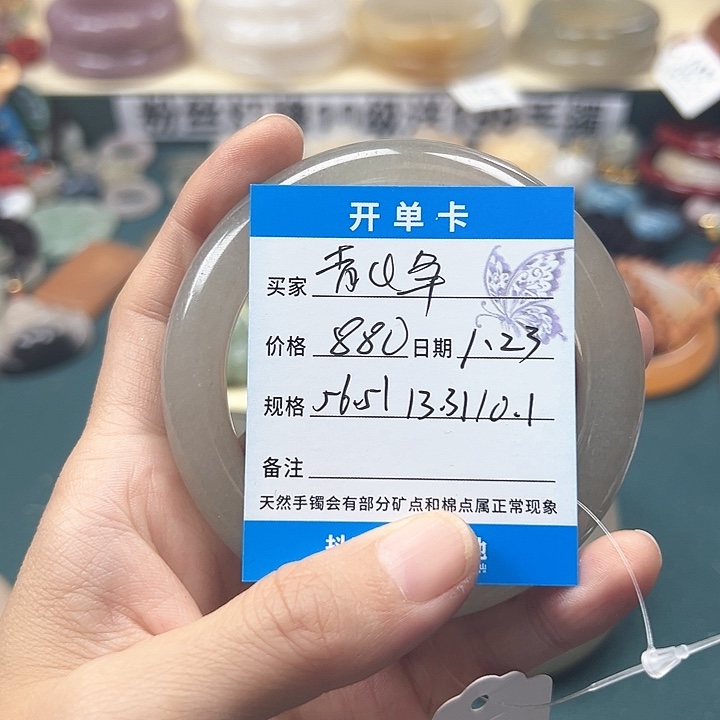 开单卡
买家 青山年
价格 880 日期 1.23
规格 56.51 13.3/10.1
备注
天然手镯会有部分矿点和棉点属正常现象
抖